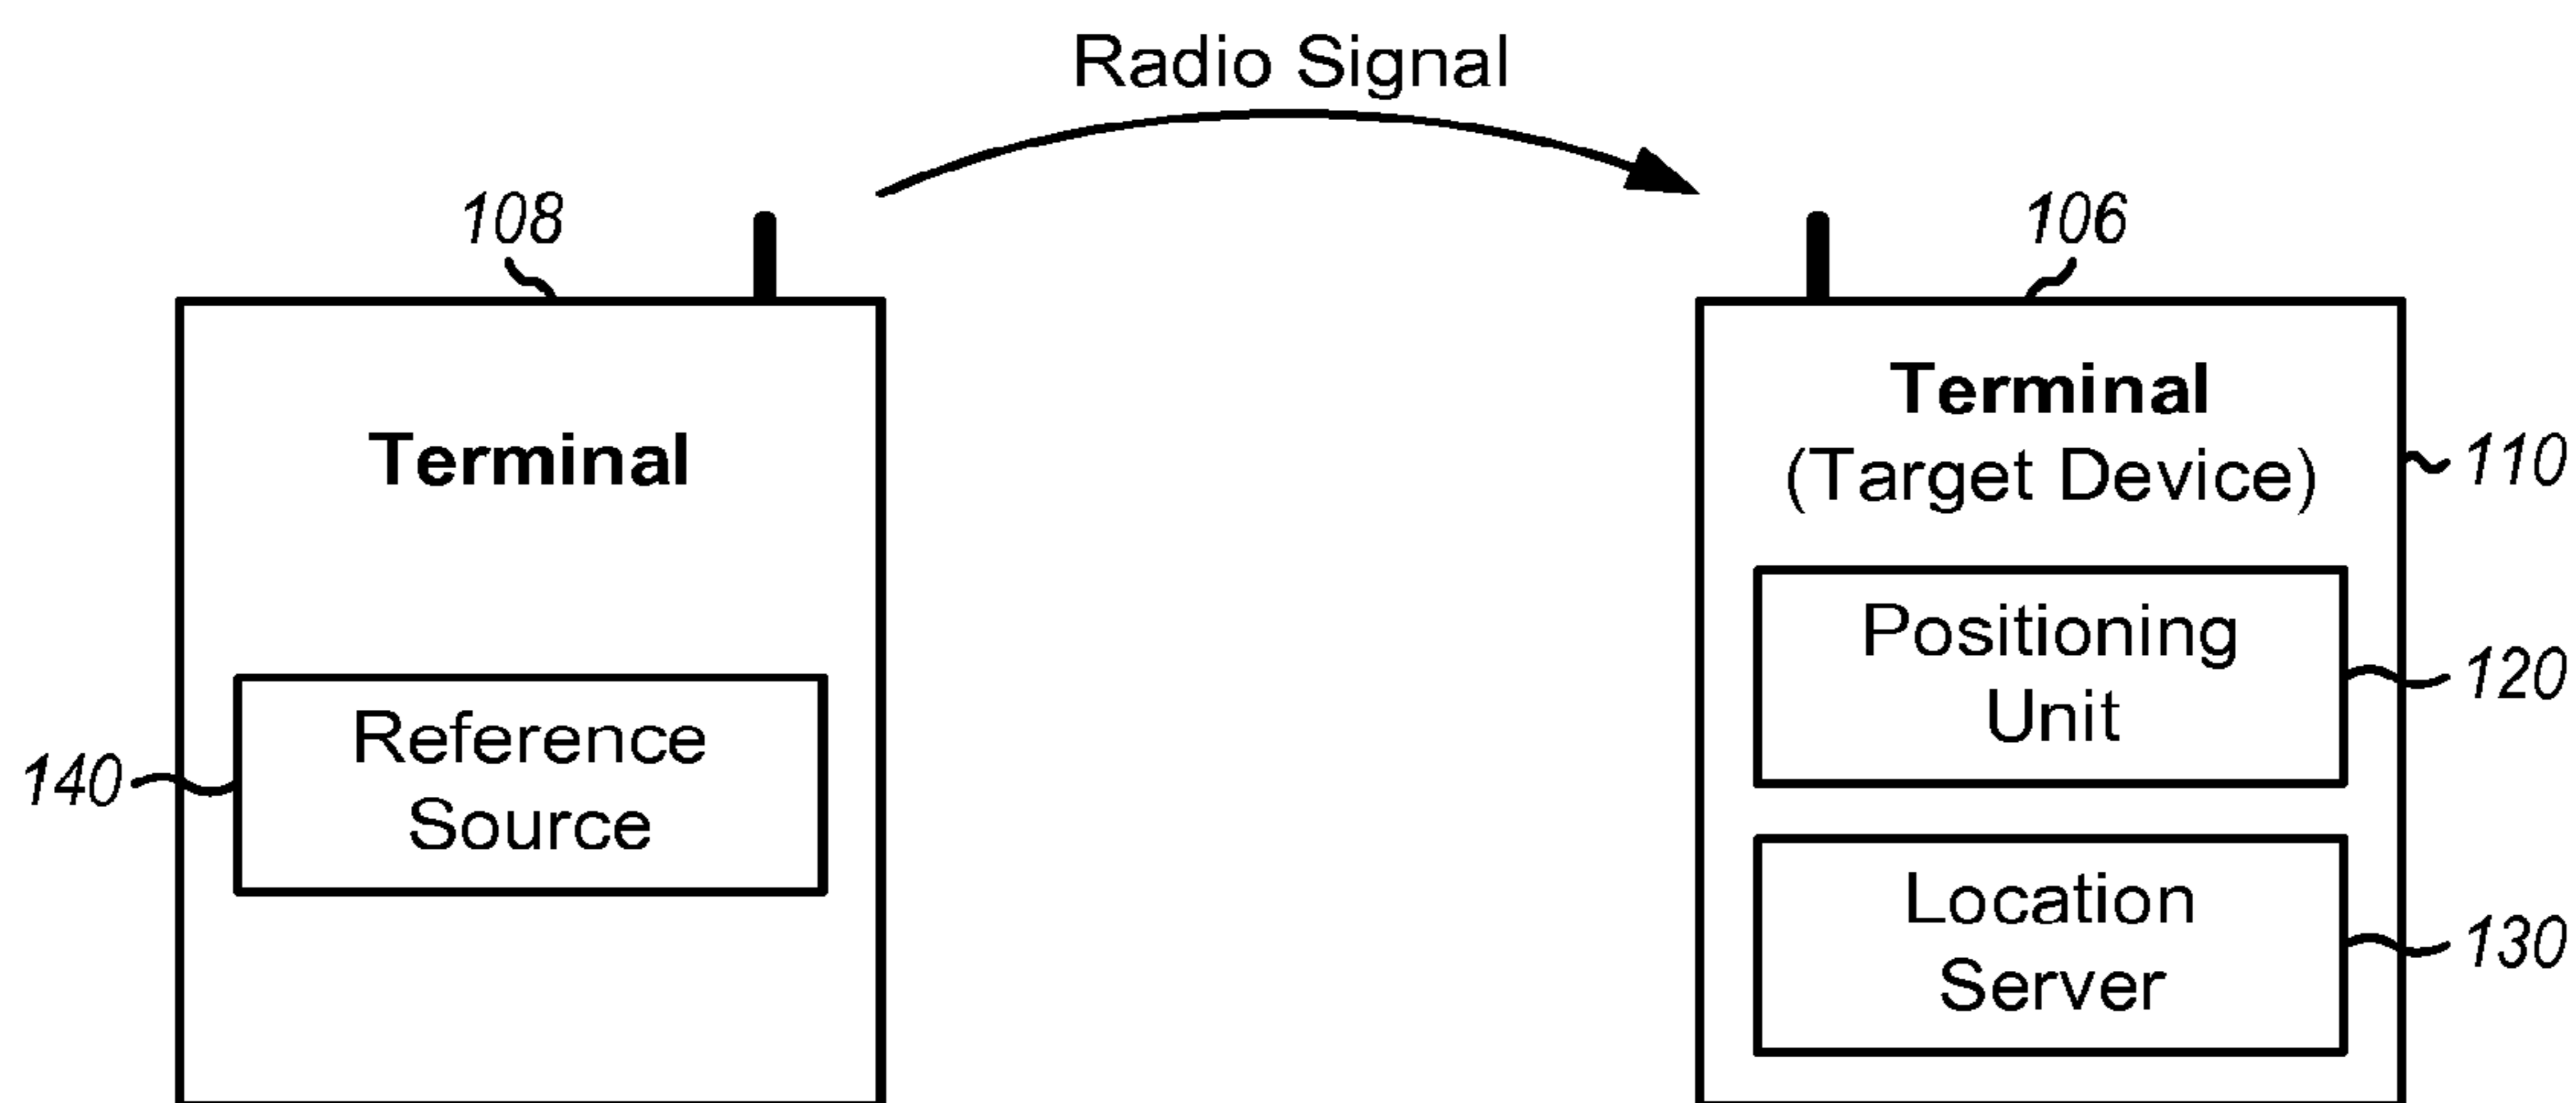 Radio Signal
108
106
Terminal
Reference
Source
140
Terminal
(Target Device)
110
Positioning
Unit
120
Location
Server
130